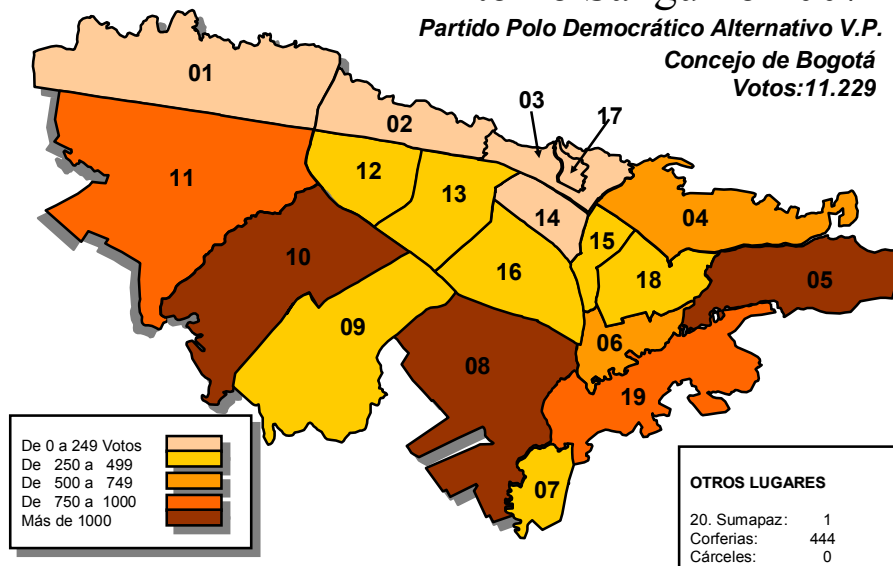 Partido Polo Democrático Alternativo V.P.
Concejo de Bogotá
Votos:11.229
01
02
03
17
11
12
13
14
04
15
10
16
18
05
09
06
08
19
07
De 0 a 249 Votos
De 250 a 499
De 500 a 749
De 750 a 1000
Más de 1000
OTROS LUGARES
20. Sumapaz: 1
Corferias: 444
Cárceles: 0